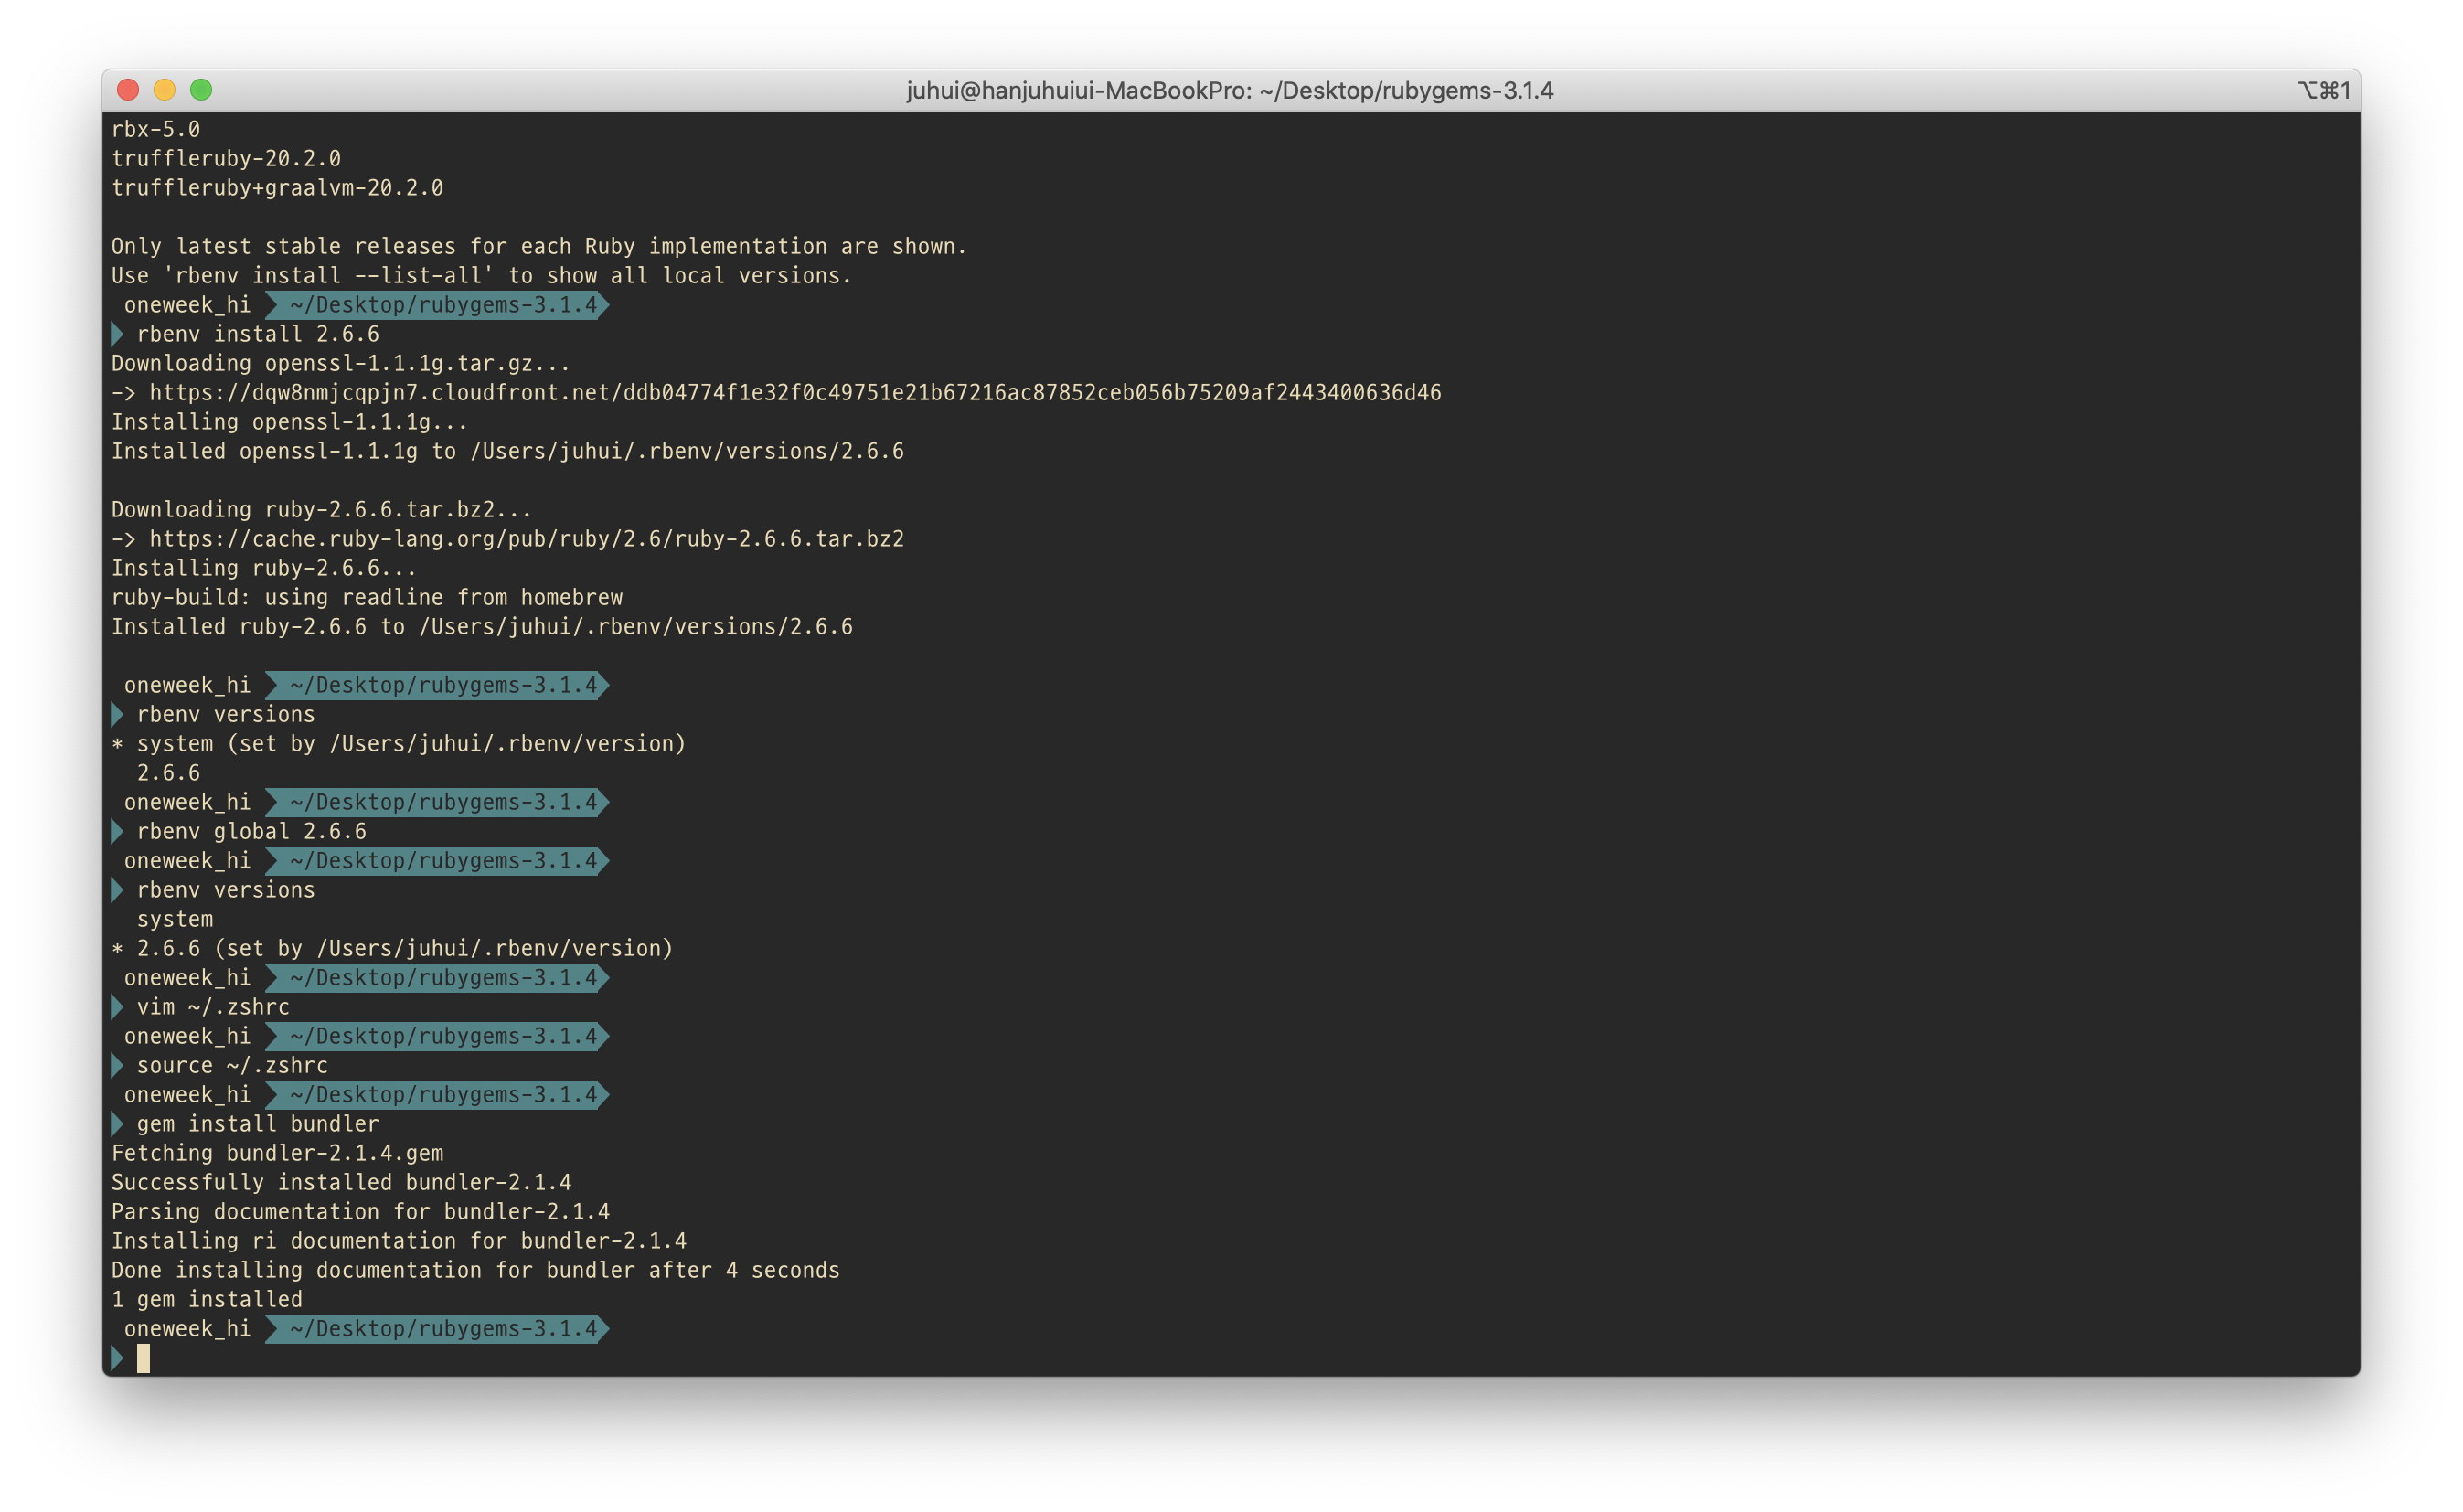 juhui@hanjuhuiui-MacBookPro: ~/Desktop/rubygems-3.1.4 ⌥⌘1
rbx-5.0
truffleruby-20.2.0
truffleruby+graalvm-20.2.0
Only latest stable releases for each Ruby implementation are shown.
Use 'rbenv install --list-all' to show all local versions.
oneweek_hi ~/Desktop/rubygems-3.1.4
rbenv install 2.6.6
Downloading openssl-1.1.1g.tar.gz...
-> https://dqw8nmjcqpjn7.cloudfront.net/ddb04774f1e32f0c49751e21b67216ac87852ceb056b75209af2443400636d46
Installing openssl-1.1.1g...
Installed openssl-1.1.1g to /Users/juhui/.rbenv/versions/2.6.6
Downloading ruby-2.6.6.tar.bz2...
-> https://cache.ruby-lang.org/pub/ruby/2.6/ruby-2.6.6.tar.bz2
Installing ruby-2.6.6...
ruby-build: using readline from homebrew
Installed ruby-2.6.6 to /Users/juhui/.rbenv/versions/2.6.6
oneweek_hi ~/Desktop/rubygems-3.1.4
rbenv versions
* system (set by /Users/juhui/.rbenv/version)
2.6.6
oneweek_hi ~/Desktop/rubygems-3.1.4
rbenv global 2.6.6
oneweek_hi ~/Desktop/rubygems-3.1.4
rbenv versions
system
* 2.6.6 (set by /Users/juhui/.rbenv/version)
oneweek_hi ~/Desktop/rubygems-3.1.4
vim ~/.zshrc
oneweek_hi ~/Desktop/rubygems-3.1.4
source ~/.zshrc
oneweek_hi ~/Desktop/rubygems-3.1.4
gem install bundler
Fetching bundler-2.1.4.gem
Successfully installed bundler-2.1.4
Parsing documentation for bundler-2.1.4
Installing ri documentation for bundler-2.1.4
Done installing documentation for bundler after 4 seconds
1 gem installed
oneweek_hi ~/Desktop/rubygems-3.1.4